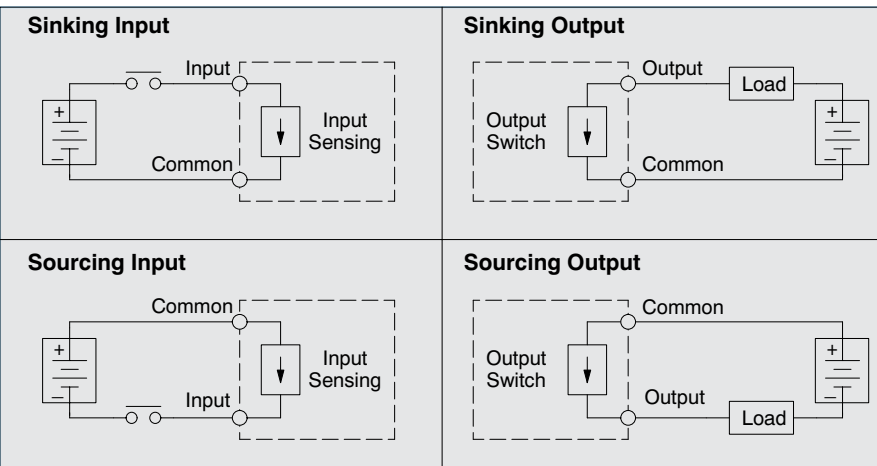 Sinking Input
Input
+
–
Input
Sensing
Common
Sinking Output
Output
Load
Output
Switch
+
–
Common
Sourcing Input
Common
+
–
Input
Sensing
Input
Sourcing Output
Common
Output
Switch
+
–
Output
Load